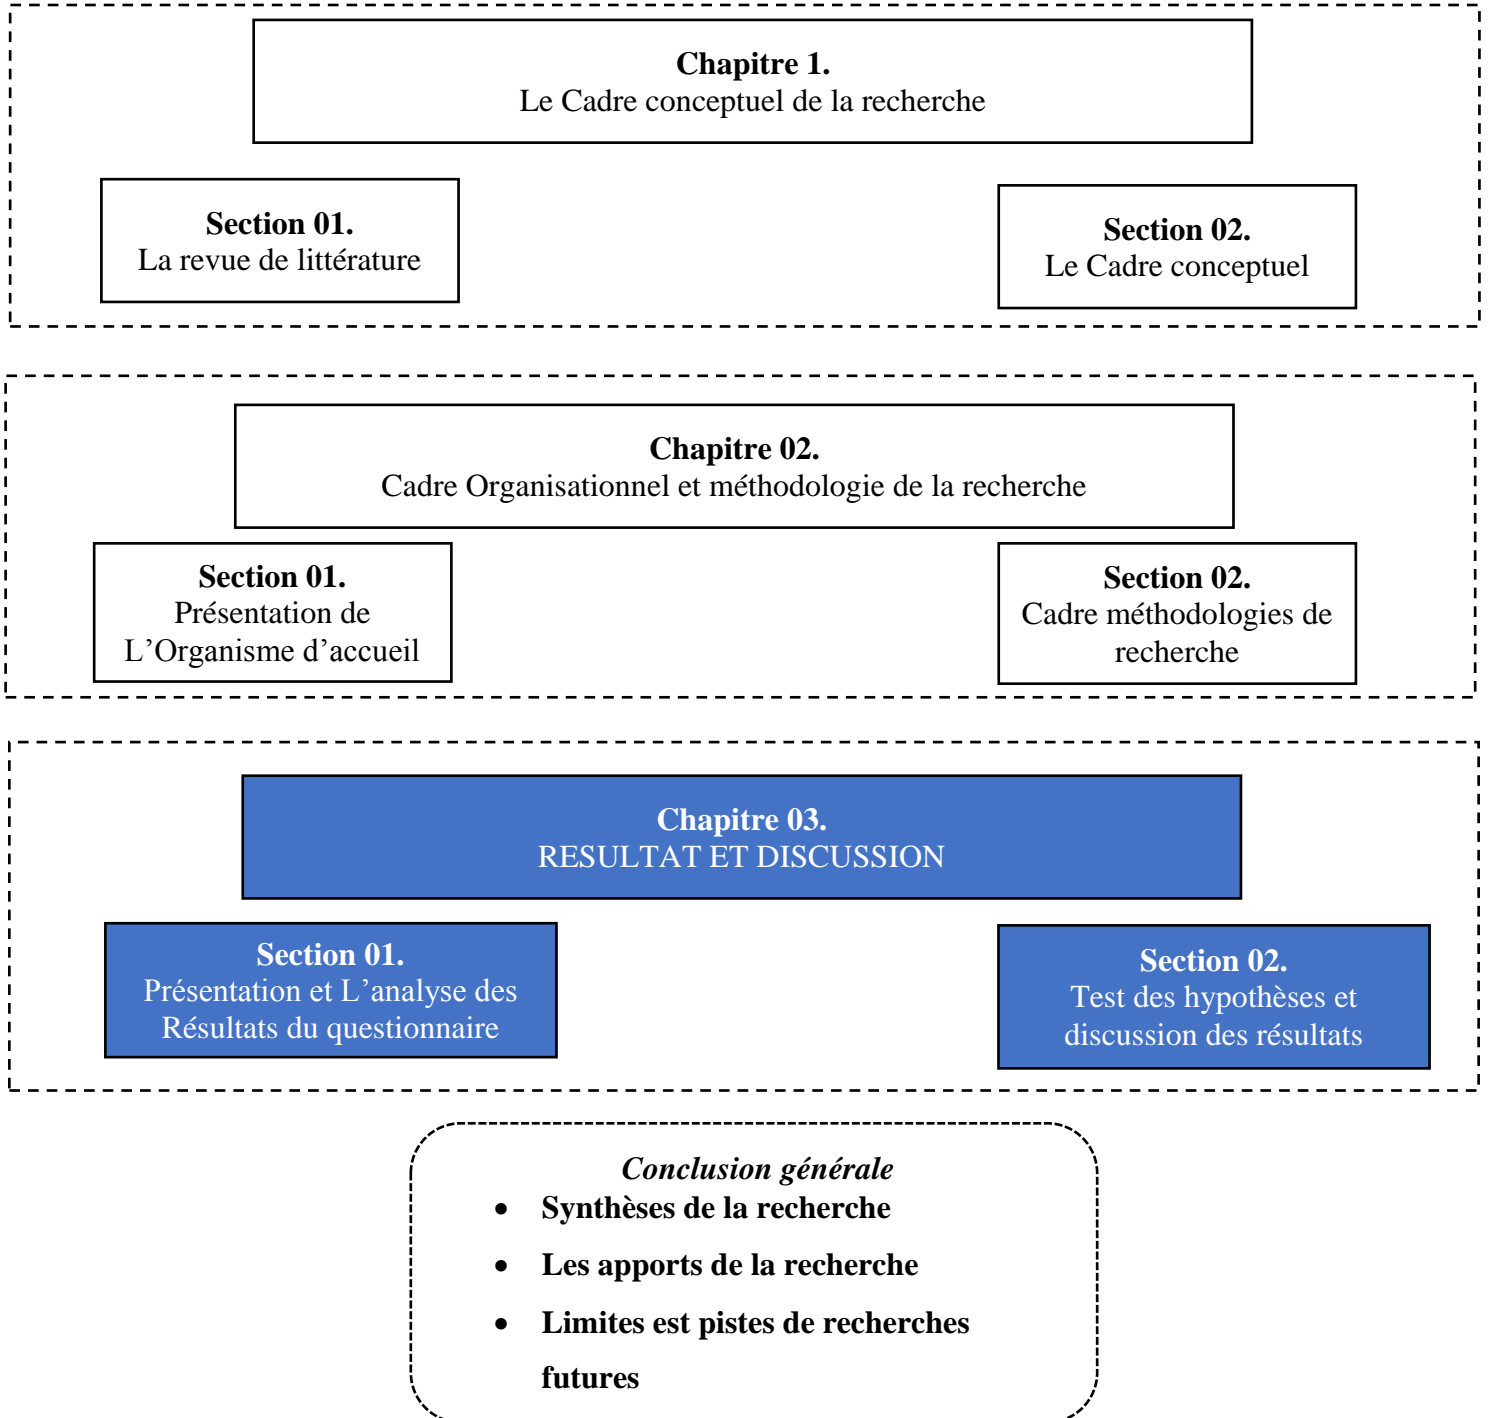 Chapitre 1.
Le Cadre conceptuel de la recherche
Section 01.
La revue de littérature
Section 02.
Le Cadre conceptuel
Chapitre 02.
Cadre Organisationnel et méthodologie de la recherche
Section 01.
Présentation de
L’Organisme d’accueil
Section 02.
Cadre méthodologies de
recherche
Chapitre 03.
RESULTAT ET DISCUSSION
Section 01.
Présentation et L’analyse des
Résultats du questionnaire
Section 02.
Test des hypothèses et
discussion des résultats
Conclusion générale
• Synthèses de la recherche
• Les apports de la recherche
• Limites est pistes de recherches
futures